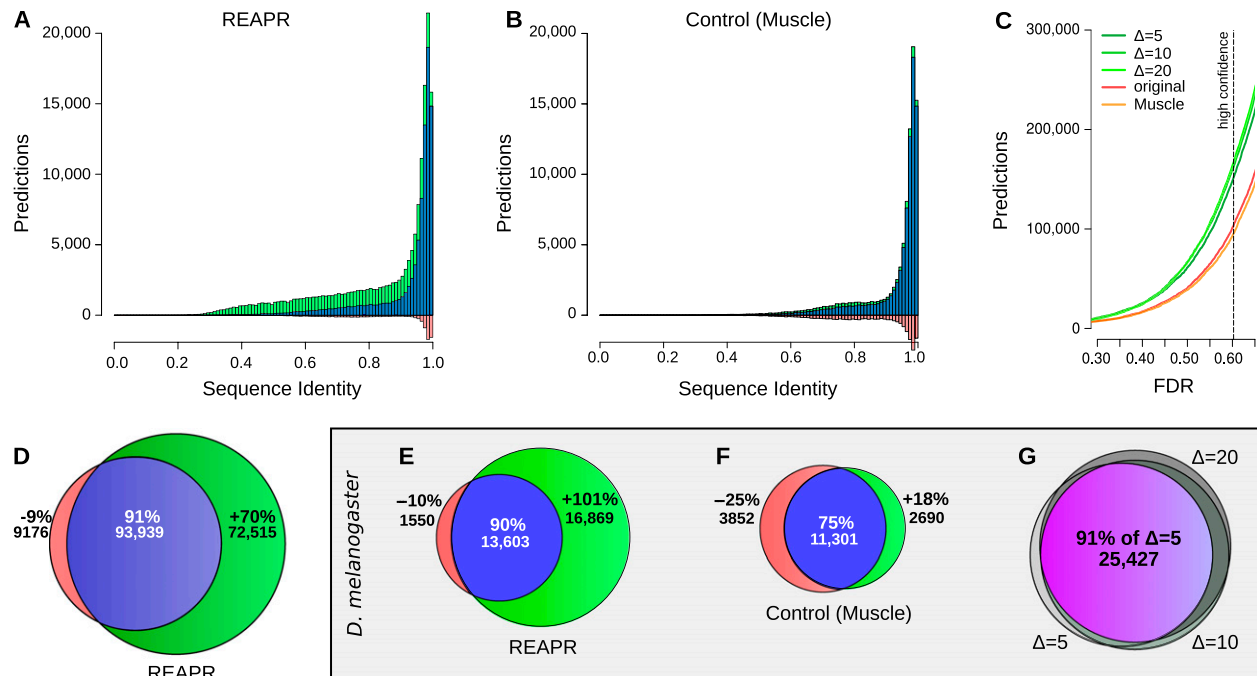 A
REAPR
20,000
15,000
10,000
5,000
0
Predictions
0.0 0.2 0.4 0.6 0.8 1.0
Sequence Identity
B
Control (Muscle)
20,000
15,000
10,000
5,000
0
Predictions
0.0 0.2 0.4 0.6 0.8 1.0
Sequence Identity
C
300,000
200,000
100,000
0
Predictions
Δ=5
Δ=10
Δ=20
original
Muscle
high confidence
0.30 0.40 0.50 0.60
FDR
D
-9%
9176
91%
93,939
+70%
72,515
REAPR
D. melanogaster
E
−10%
1550
90%
13,603
+101%
16,869
REAPR
F
−25%
3852
75%
11,301
+18%
2690
Control (Muscle)
G
Δ=20
91% of Δ=5
25,427
Δ=5
Δ=10